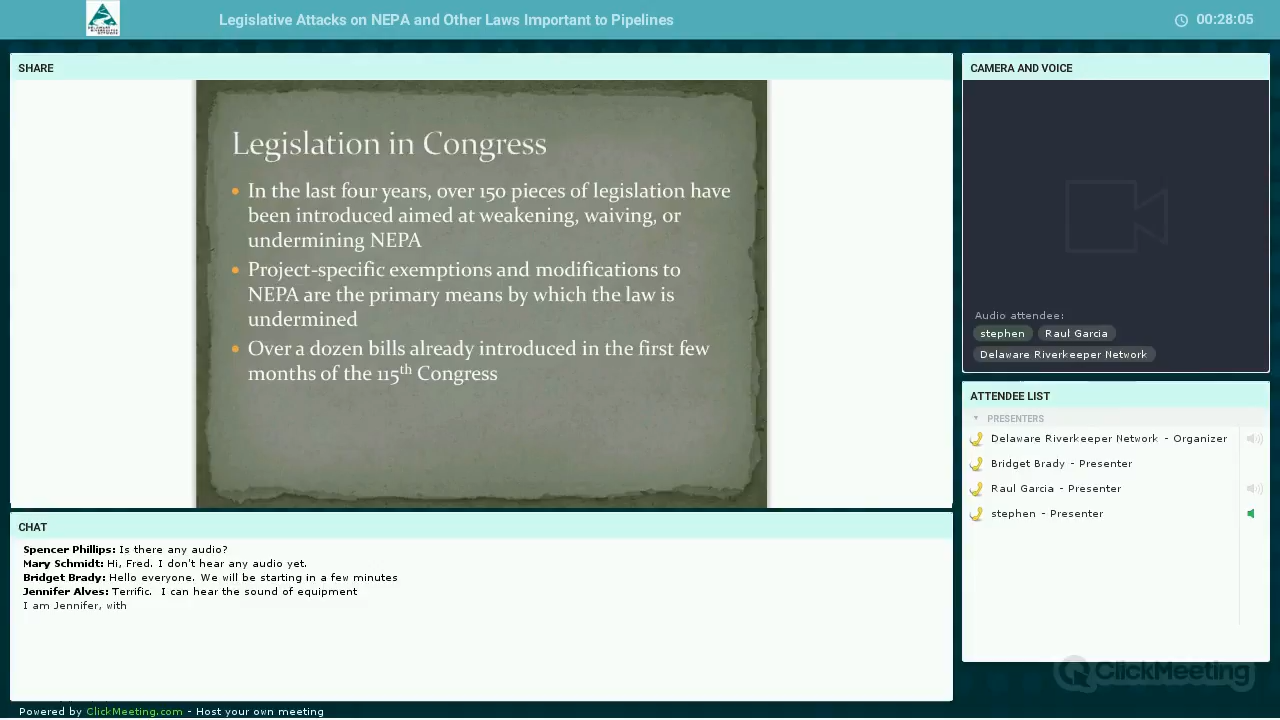 Legislative Attacks on NEPA and Other Laws Important to Pipelines
00:28:05
SHARE
Legislation in Congress
• In the last four years, over 150 pieces of legislation have
been introduced aimed at weakening, waiving, or
undermining NEPA
• Project-specific exemptions and modifications to
NEPA are the primary means by which the law is
undermined
• Over a dozen bills already introduced in the first few
months of the 115th Congress
CAMERA AND VOICE
Audio attendee:
stephen Raul Garcia
Delaware Riverkeeper Network
ATTENDEE LIST
PRESENTERS
Delaware Riverkeeper Network - Organizer
Bridget Brady - Presenter
Raul Garcia - Presenter
stephen - Presenter
CHAT
Spencer Phillips: Is there any audio?
Mary Schmidt: Hi, Fred. I don't hear any audio yet.
Bridget Brady: Hello everyone. We will be starting in a few minutes
Jennifer Alves: Terrific. I can hear the sound of equipment
I am Jennifer, with
ClickMeeting
Powered by ClickMeeting.com - Host your own meeting